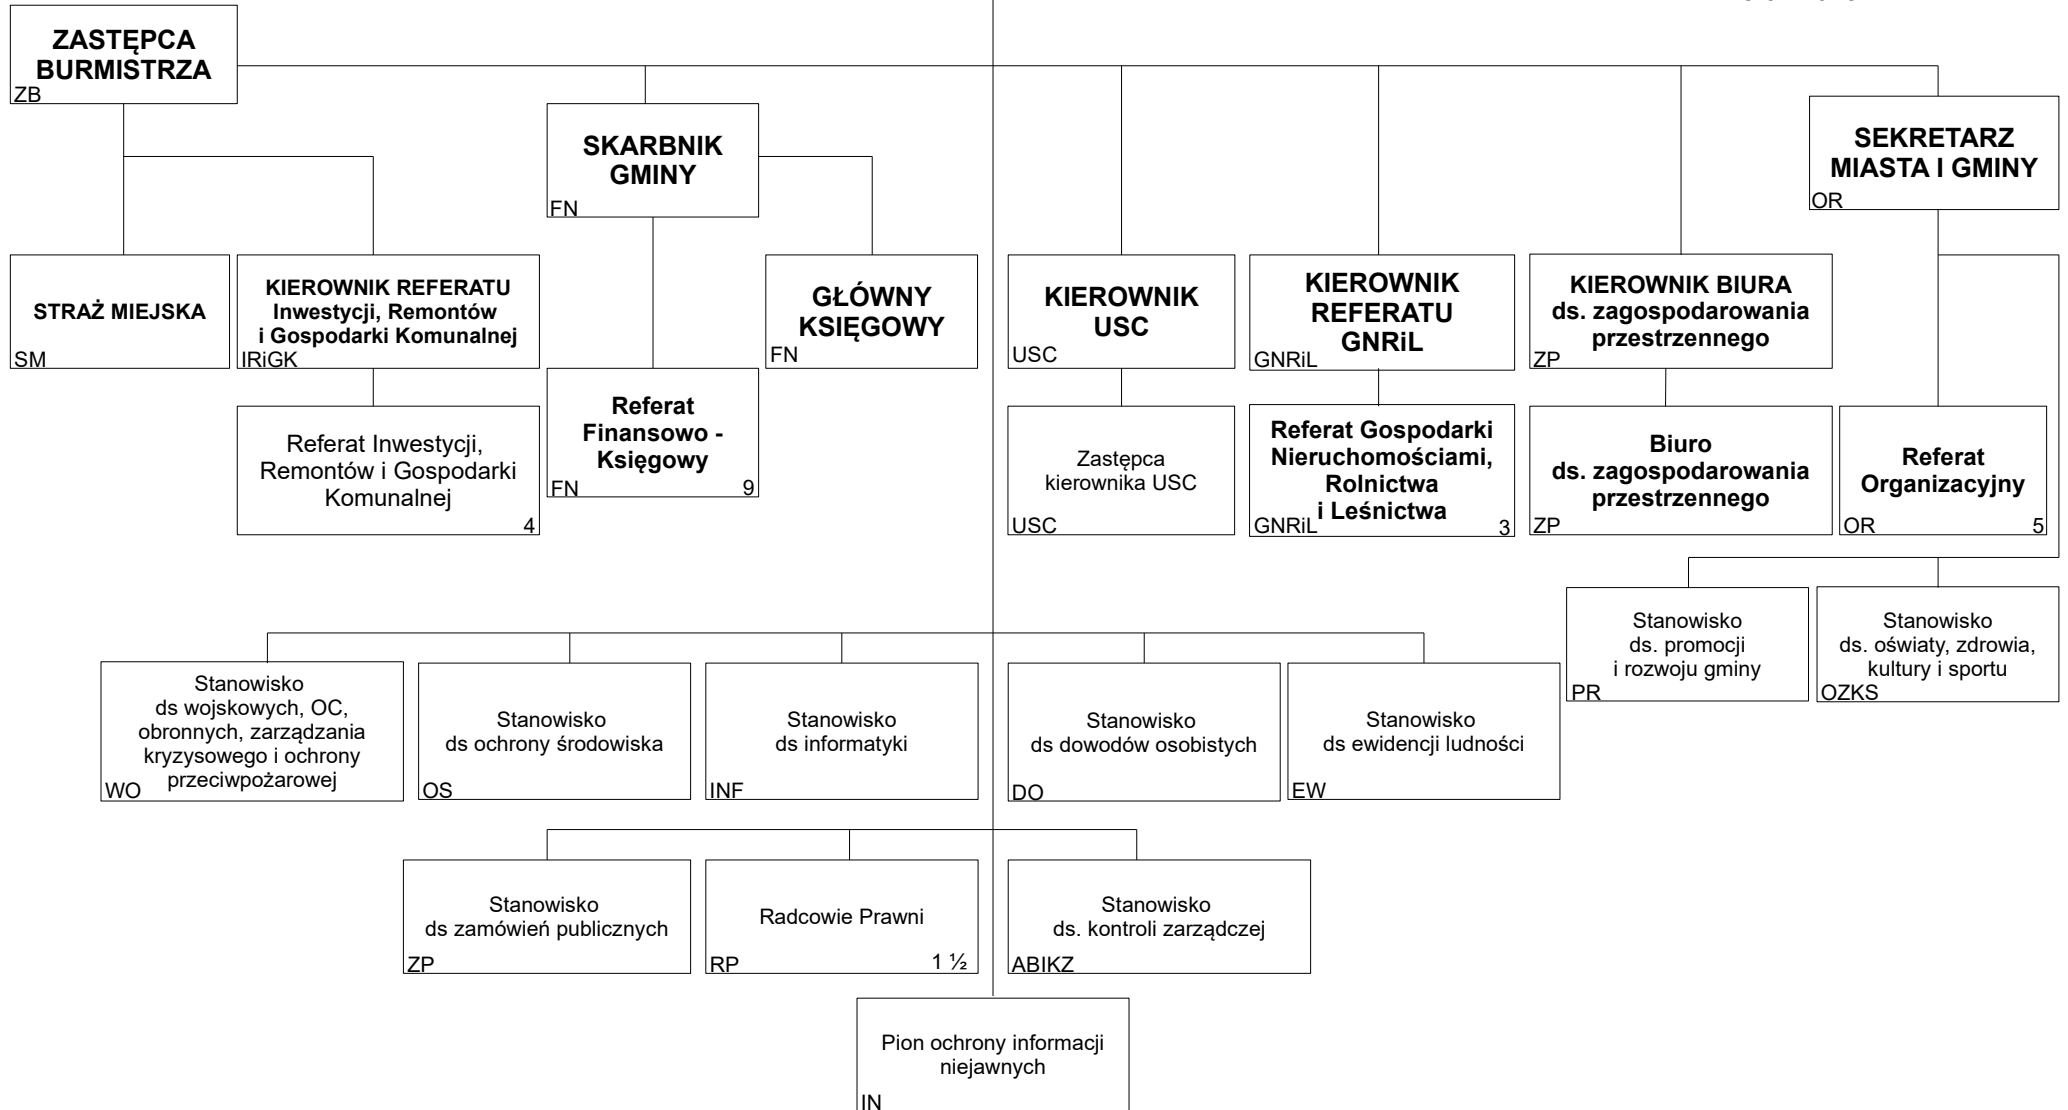 ZASTĘPCA
BURMISTRZA
ZB
SKARBNIK
GMINY
FN
SEKRETARZ
MIASTA I GMINY
OR
STRAŻ MIEJSKA
SM
KIEROWNIK REFERATU
Inwestycji, Remontów
i Gospodarki Komunalnej
IRiGK
GŁÓWNY
KSIĘGOWY
FN
KIEROWNIK
USC
USC
KIEROWNIK
REFERATU
GNRiL
GNRiL
KIEROWNIK BIURA
ds. zagospodarowania
przestrzennego
ZP
Referat Inwestycji,
Remontów i Gospodarki
Komunalnej
4
Referat
Finansowo -
Księgowy
FN 9
Zastępca
kierownika USC
USC
Referat Gospodarki
Nieruchomościami,
Rolnictwa
i Leśnictwa
GNRiL 3
Biuro
ds. zagospodarowania
przestrzennego
ZP
Referat
Organizacyjny
OR 5
Stanowisko
ds. promocji
i rozwoju gminy
PR
Stanowisko
ds. oświaty, zdrowia,
kultury i sportu
OZKS
Stanowisko
ds wojskowych, OC,
obronnych, zarządzania
kryzysowego i ochrony
przeciwpożarowej
WO
Stanowisko
ds ochrony środowiska
OS
Stanowisko
ds informatyki
INF
Stanowisko
ds dowodów osobistych
DO
Stanowisko
ds ewidencji ludności
EW
Stanowisko
ds zamówień publicznych
ZP
Radcowie Prawni
RP 1 ½
Stanowisko
ds. kontroli zarządczej
ABIKZ
Pion ochrony informacji
niejawnych
IN